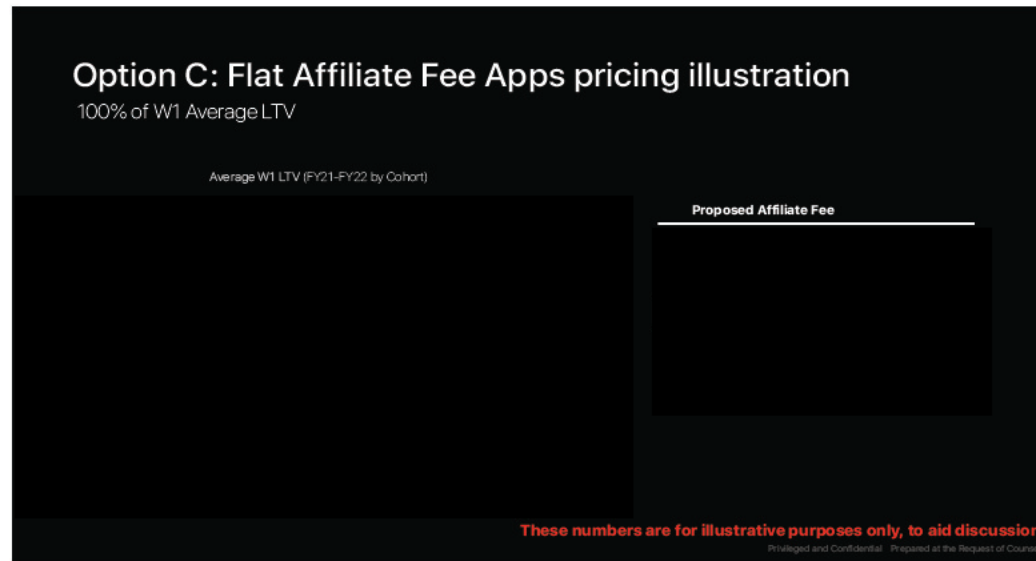 Option C: Flat Affiliate Fee Apps pricing illustration
100% of W1 Average LTV
Average W1 LTV (FY21-FY22 by Cohort)
Proposed Affiliate Fee
These numbers are for illustrative purposes only, to aid discussion
Privileged and Confidential Prepared at the Request of Counse